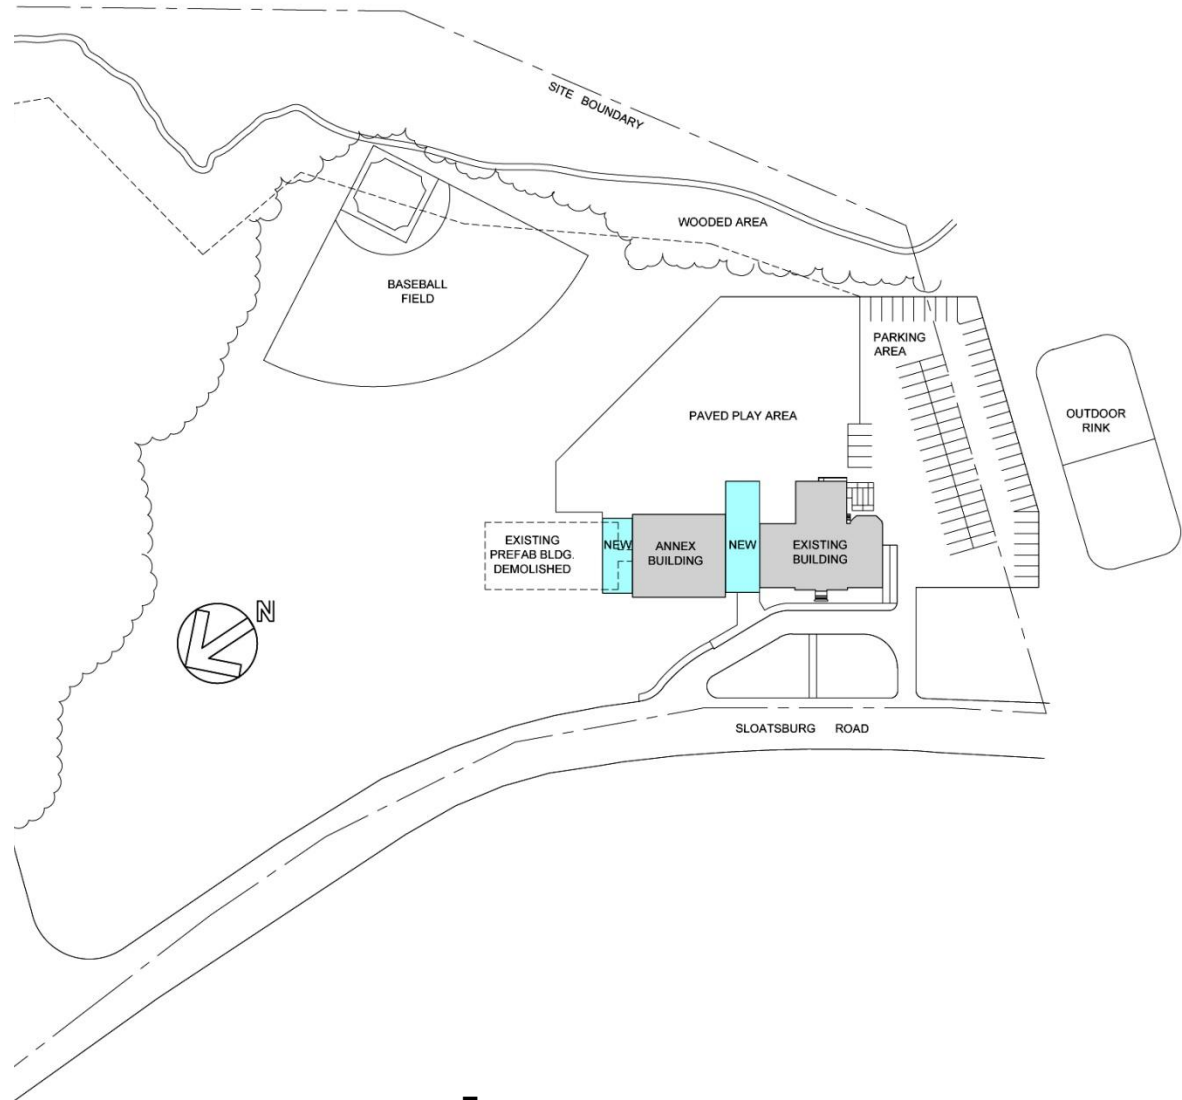 SITE BOUNDARY
WOODED AREA
BASEBALL
FIELD
PARKING
AREA
PAVED PLAY AREA
OUTDOOR
RINK
EXISTING
PREFAB BLDG.
DEMOLISHED
NEW
ANNEX
BUILDING
NEW
EXISTING
BUILDING
N
SLOATSBURG ROAD